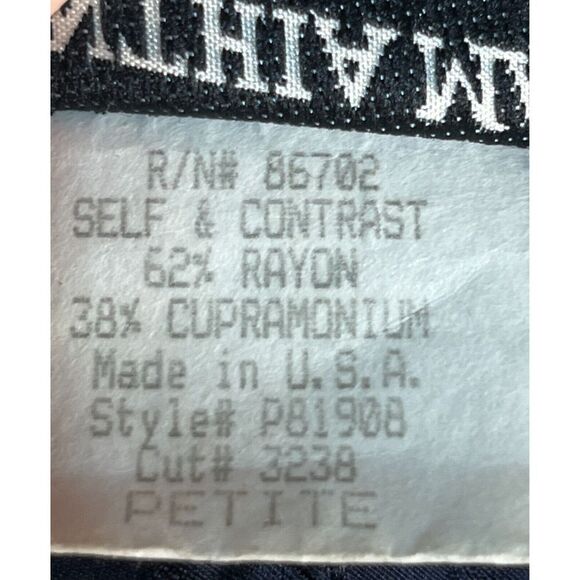 R/N# 86702
SELF & CONTRAST
62% RAYON
38% CUPRAMONIUM
Made in U.S.A.
Style# P81908
Cut# 3238
PETITE